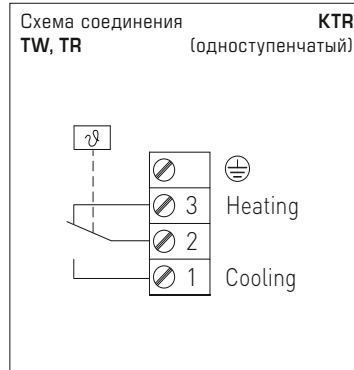 Схема соединения KTR
TW, TR (одноступенчатый)
ϑ
3 Heating
2
1 Cooling